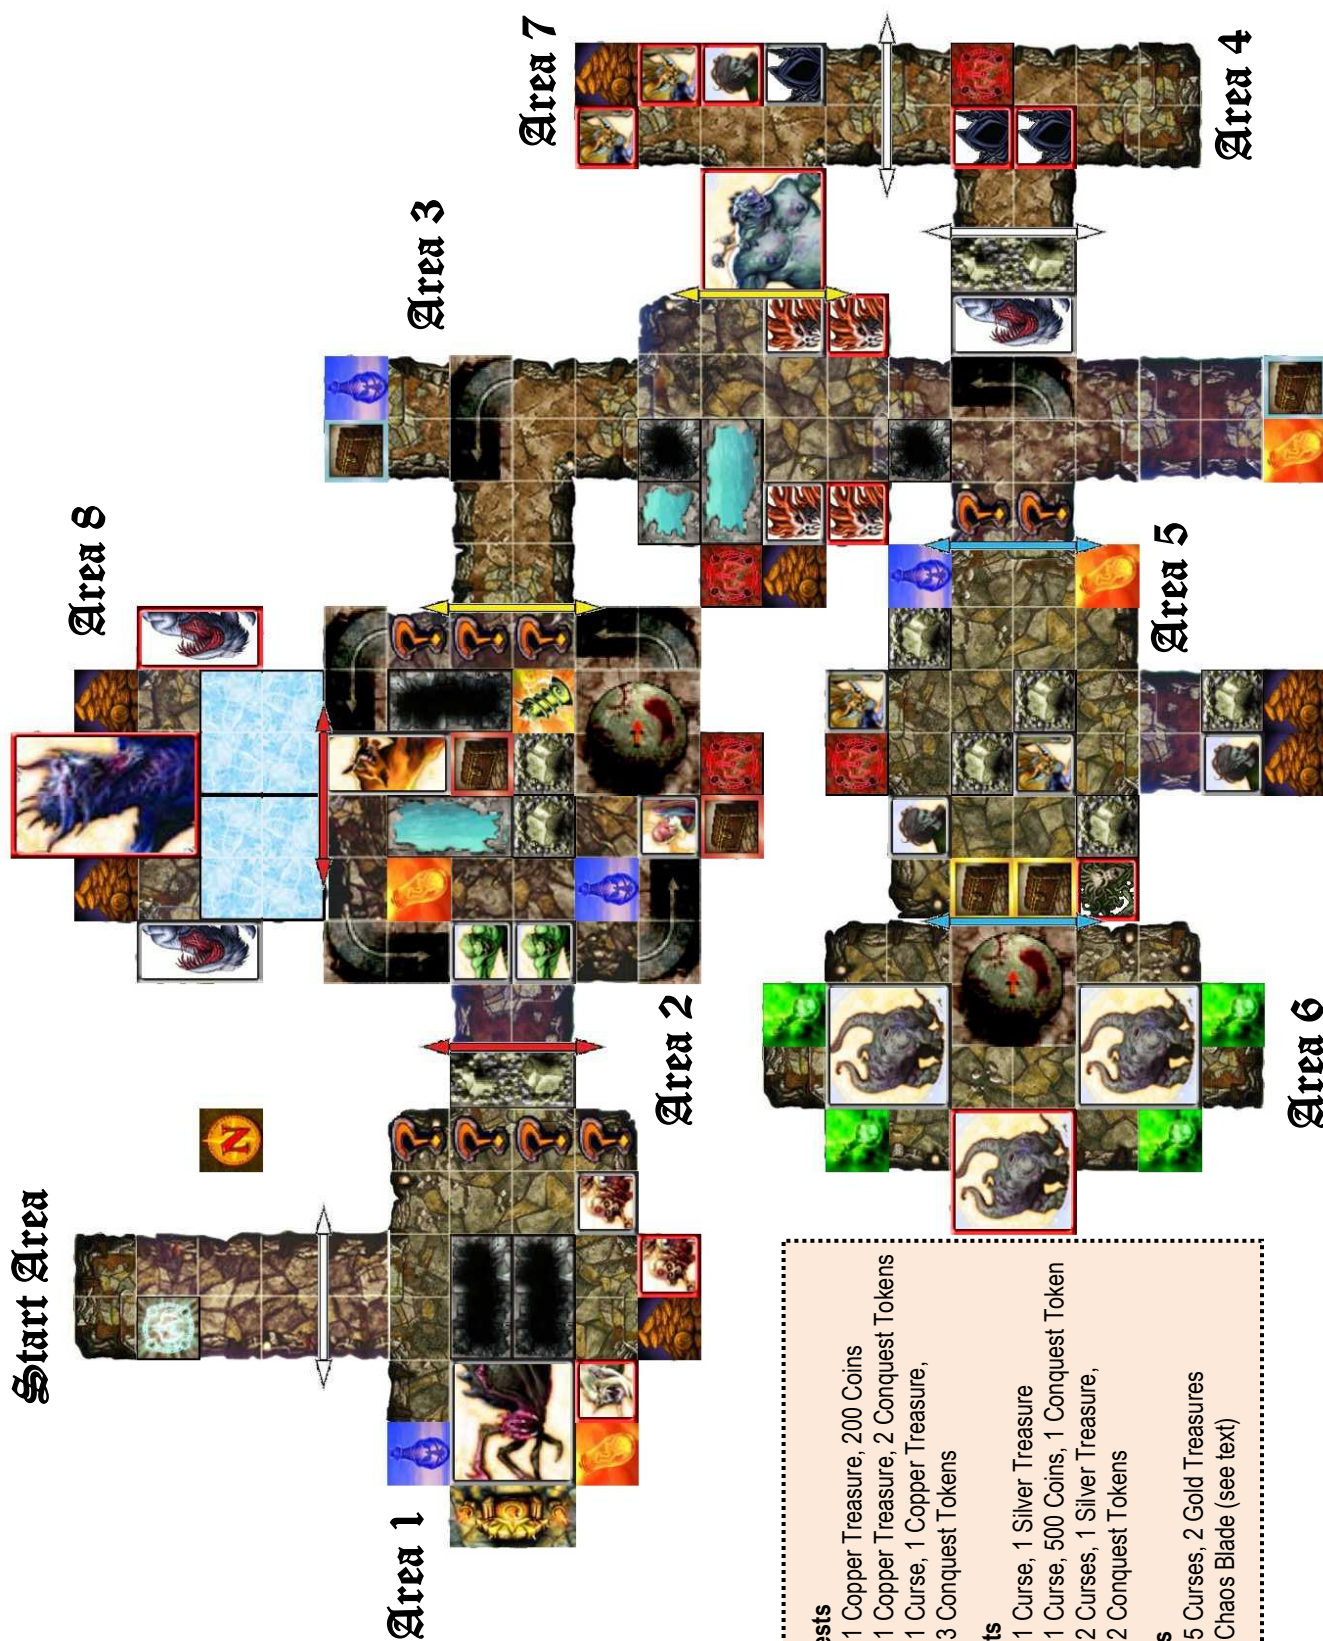 Start Area
Area 1
Area 2
Area 3
Area 4
Area 5
Area 6
Area 7
Area 8
N
1 Copper Treasure, 200 Coins
1 Copper Treasure, 2 Conquest Tokens
1 Curse, 1 Copper Treasure,
3 Conquest Tokens
1 Curse, 1 Silver Treasure
1 Curse, 500 Coins, 1 Conquest Token
2 Curses, 1 Silver Treasure,
2 Conquest Tokens
5 Curses, 2 Gold Treasures
Chaos Blade (see text)